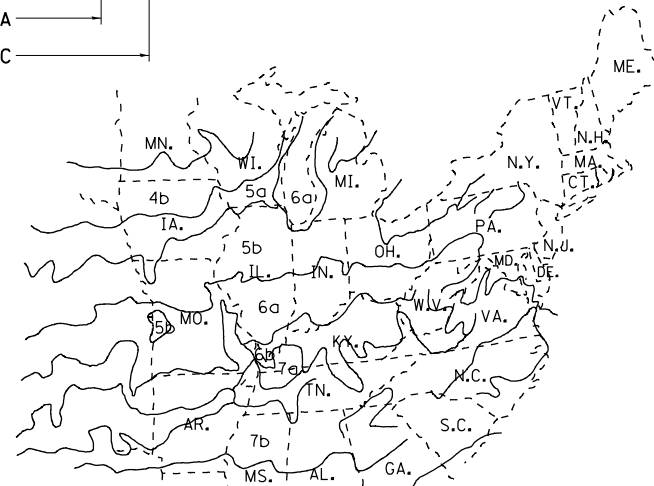 A
C
ME.
VT.
MN.
N.H.
WI.
N.Y.
MA.
MI.
CT.
4b
5a
6a
IA.
PA.
5b
OH.
N.J.
MD.
IL.
IN.
DE.
6a
W.V.
MO.
VA.
5b
KY.
6b
7a
N.C.
TN.
AR.
S.C.
7b
MS.
AL.
GA.